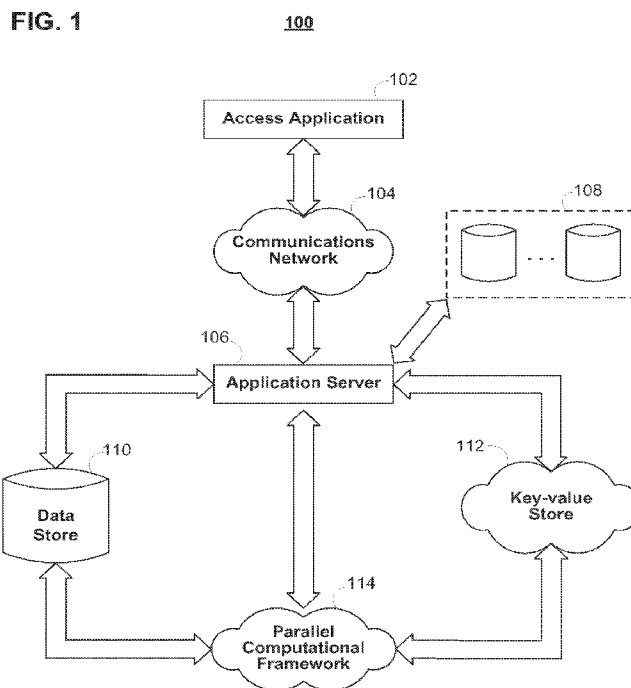 FIG. 1
100
102
Access Application
104
Communications
Network
108
. . .
106
Application Server
110
Data
Store
112
Key-value
Store
114
Parallel
Computational
Framework